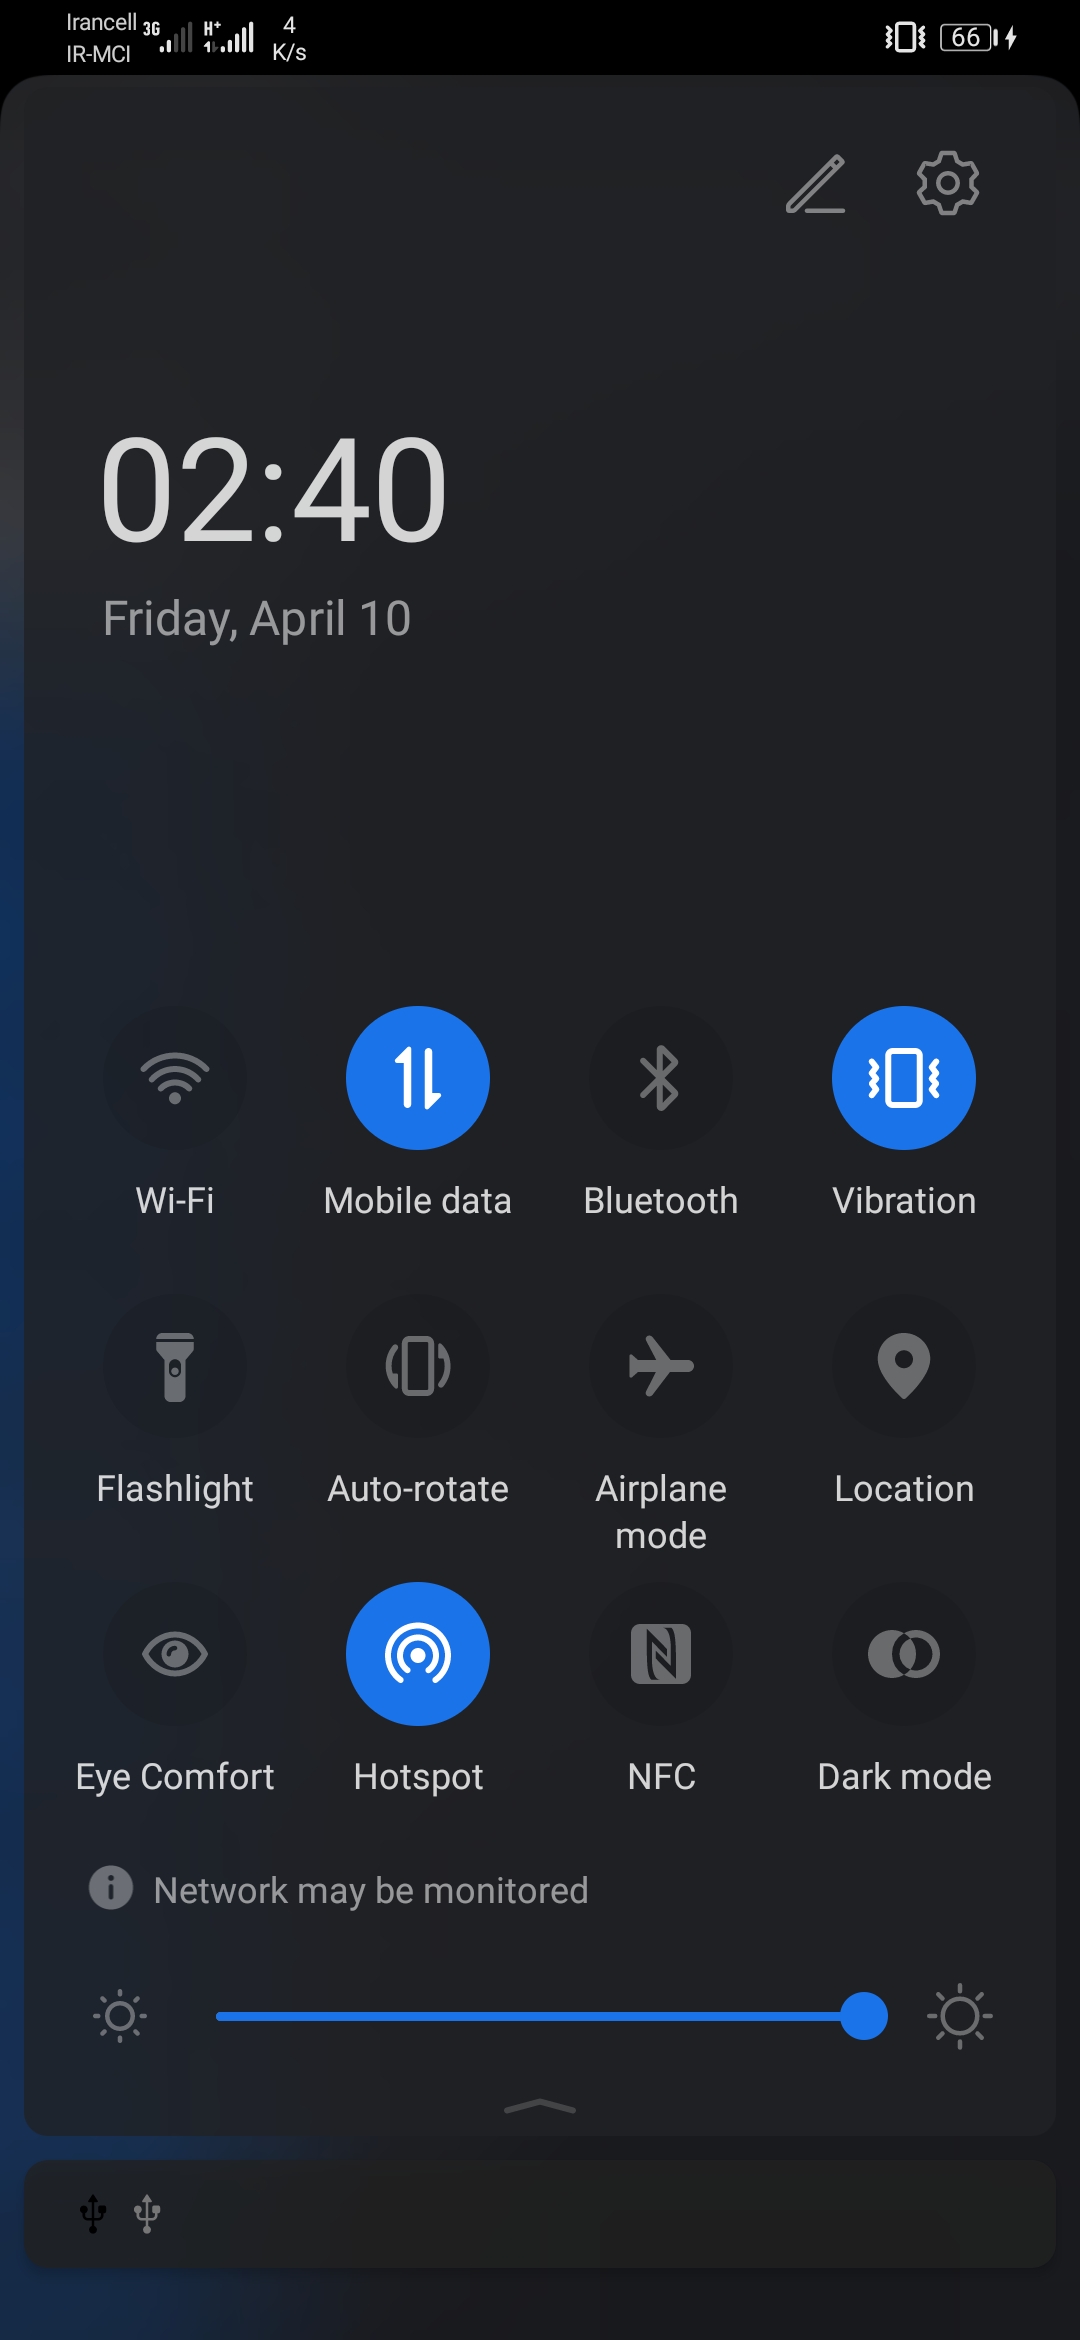 Irancell 3G H+ 4
IR-MCI K/s
66
02:40
Friday, April 10
Wi-Fi
Mobile data
Bluetooth
Vibration
Flashlight
Auto-rotate
Airplane
mode
Location
Eye Comfort
Hotspot
NFC
Dark mode
Network may be monitored